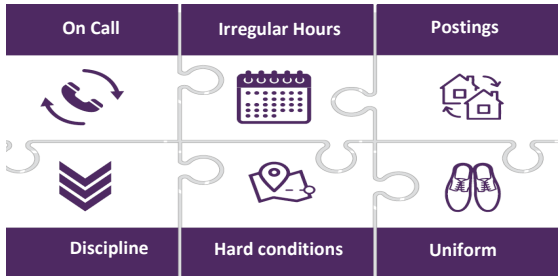 On Call
Irregular Hours
Postings
Discipline
Hard conditions
Uniform